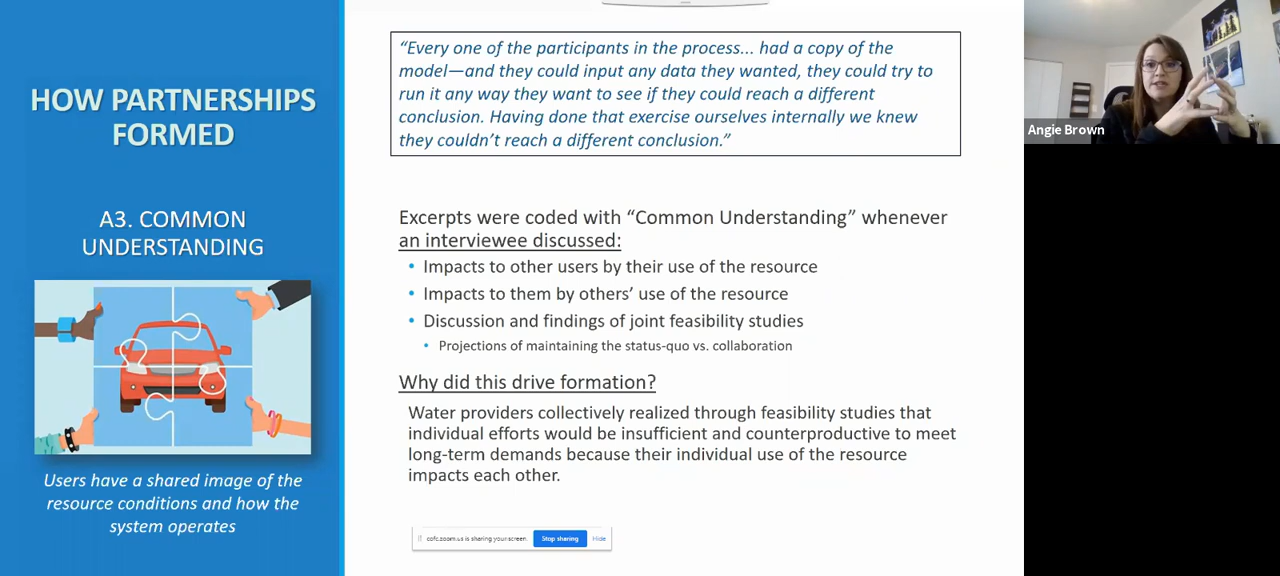 HOW PARTNERSHIPS
FORMED
A3. COMMON
UNDERSTANDING
Users have a shared image of the
resource conditions and how the
system operates
“Every one of the participants in the process... had a copy of the
model—and they could input any data they wanted, they could try to
run it any way they want to see if they could reach a different
conclusion. Having done that exercise ourselves internally we knew
they couldn’t reach a different conclusion.”
Excerpts were coded with “Common Understanding” whenever
an interviewee discussed:
• Impacts to other users by their use of the resource
• Impacts to them by others’ use of the resource
• Discussion and findings of joint feasibility studies
• Projections of maintaining the status-quo vs. collaboration
Why did this drive formation?
Water providers collectively realized through feasibility studies that
individual efforts would be insufficient and counterproductive to meet
long-term demands because their individual use of the resource
impacts each other.
cofc.zoom.us is sharing your screen. Stop sharing Hide
Angie Brown